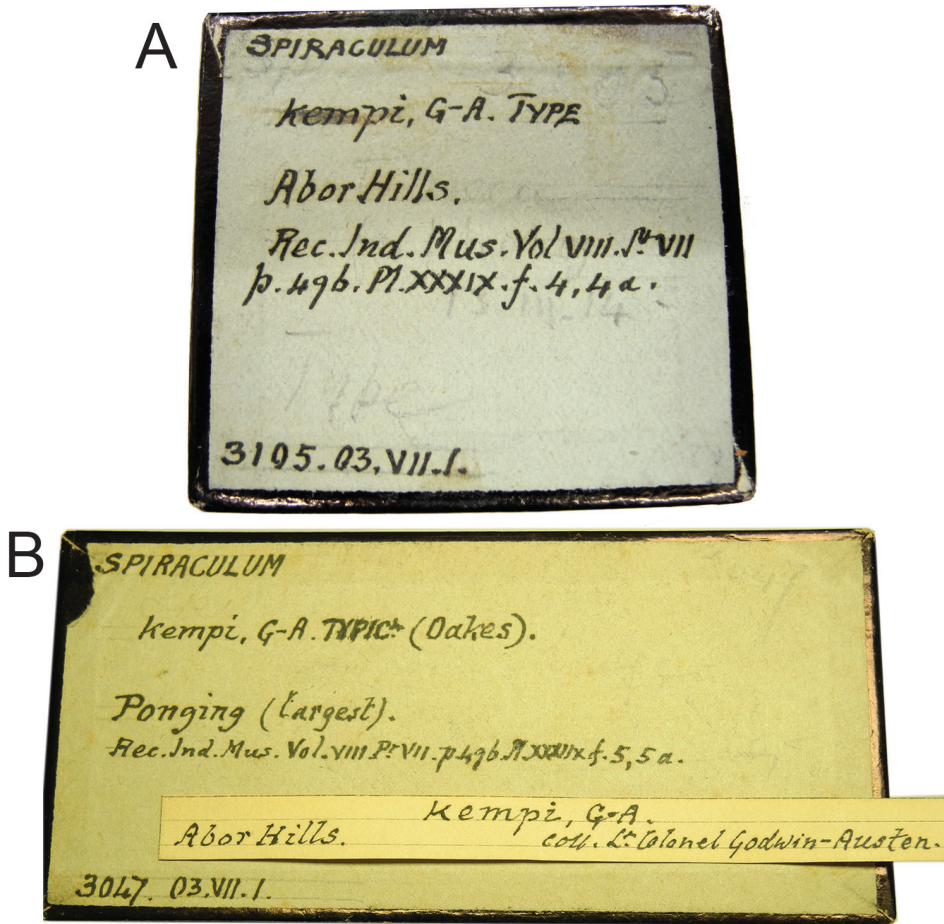 A
SPIRACULUM
kempi, G-A. TYPE
Abor Hills.
Rec. Ind. Mus. Vol VIII. Pt VII
p. 496. Pl. XXXIX. f. 4, 4a.
Type
3105. 03. VII. 1.
B
SPIRACULUM
kempi, G-A. TYPICAL (Oakes).
Ponging (largest).
Rec. Ind. Mus. Vol. VIII. Pt VII. p 496. Pl XXXIX f. 5, 5a.
kempi, G-A.
Abor Hills. coll. Lt Colonel Godwin-Austen.
3047. 03. VII. 1.